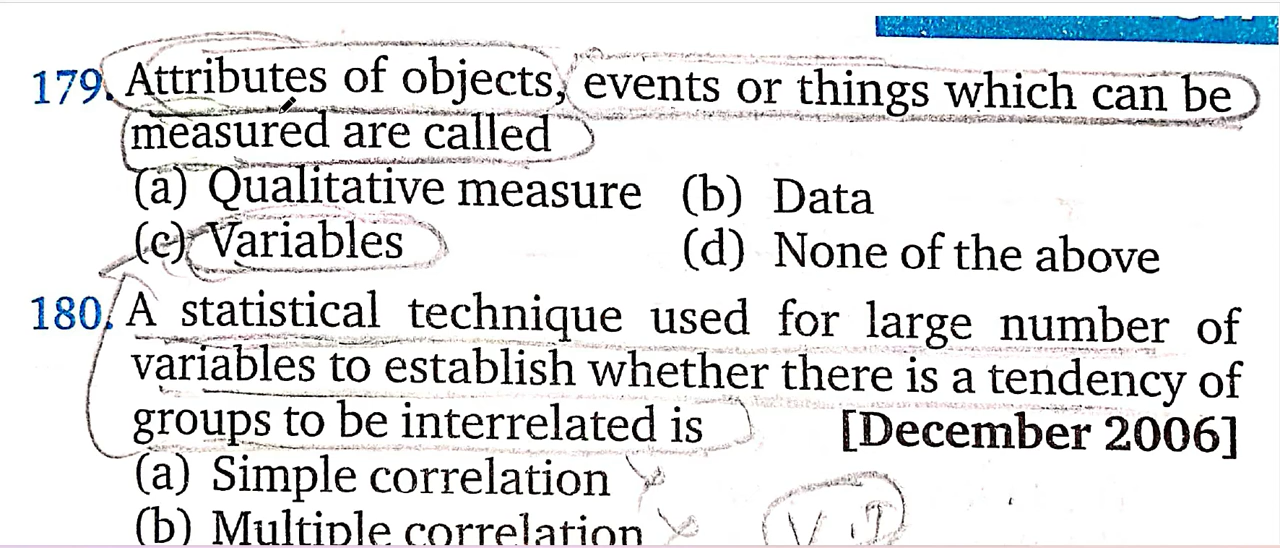 179. Attributes of objects, events or things which can be
measured are called
(a) Qualitative measure (b) Data
(c) Variables (d) None of the above
180. A statistical technique used for large number of
variables to establish whether there is a tendency of
groups to be interrelated is [December 2006]
(a) Simple correlation
(b) Multiple correlation